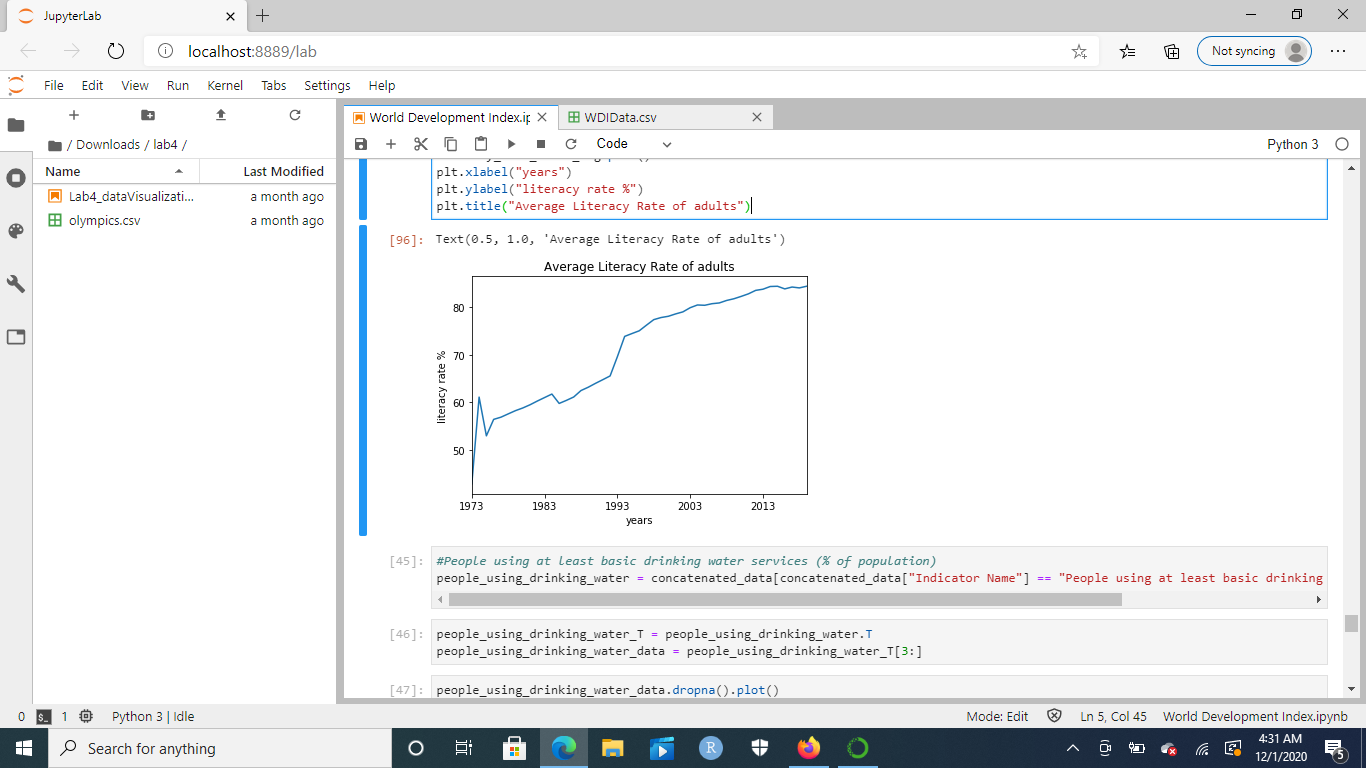 JupyterLab
localhost:8889/lab
Not syncing
File Edit View Run Kernel Tabs Settings Help
World Development Index.ip
WDIData.csv
/ Downloads / lab4 /
Code
Python 3
Name Last Modified
Lab4_dataVisualizati... a month ago
olympics.csv a month ago
plt.xlabel("years")
plt.ylabel("literacy rate %")
plt.title("Average Literacy Rate of adults")
[96]: Text(0.5, 1.0, 'Average Literacy Rate of adults')
Average Literacy Rate of adults
80
70
60
50
literacy rate %
1973 1983 1993 2003 2013
years
[45]: #People using at least basic drinking water services (% of population)
people_using_drinking_water = concatenated_data[concatenated_data["Indicator Name"] == "People using at least basic drinking
[46]: people_using_drinking_water_T = people_using_drinking_water.T
people_using_drinking_water_data = people_using_drinking_water_T[3:]
[47]: people_using_drinking_water_data.dropna().plot()
0 $_ 1 Python 3 | Idle
Mode: Edit Ln 5, Col 45 World Development Index.ipynb
Search for anything
R
4:31 AM
12/1/2020
5